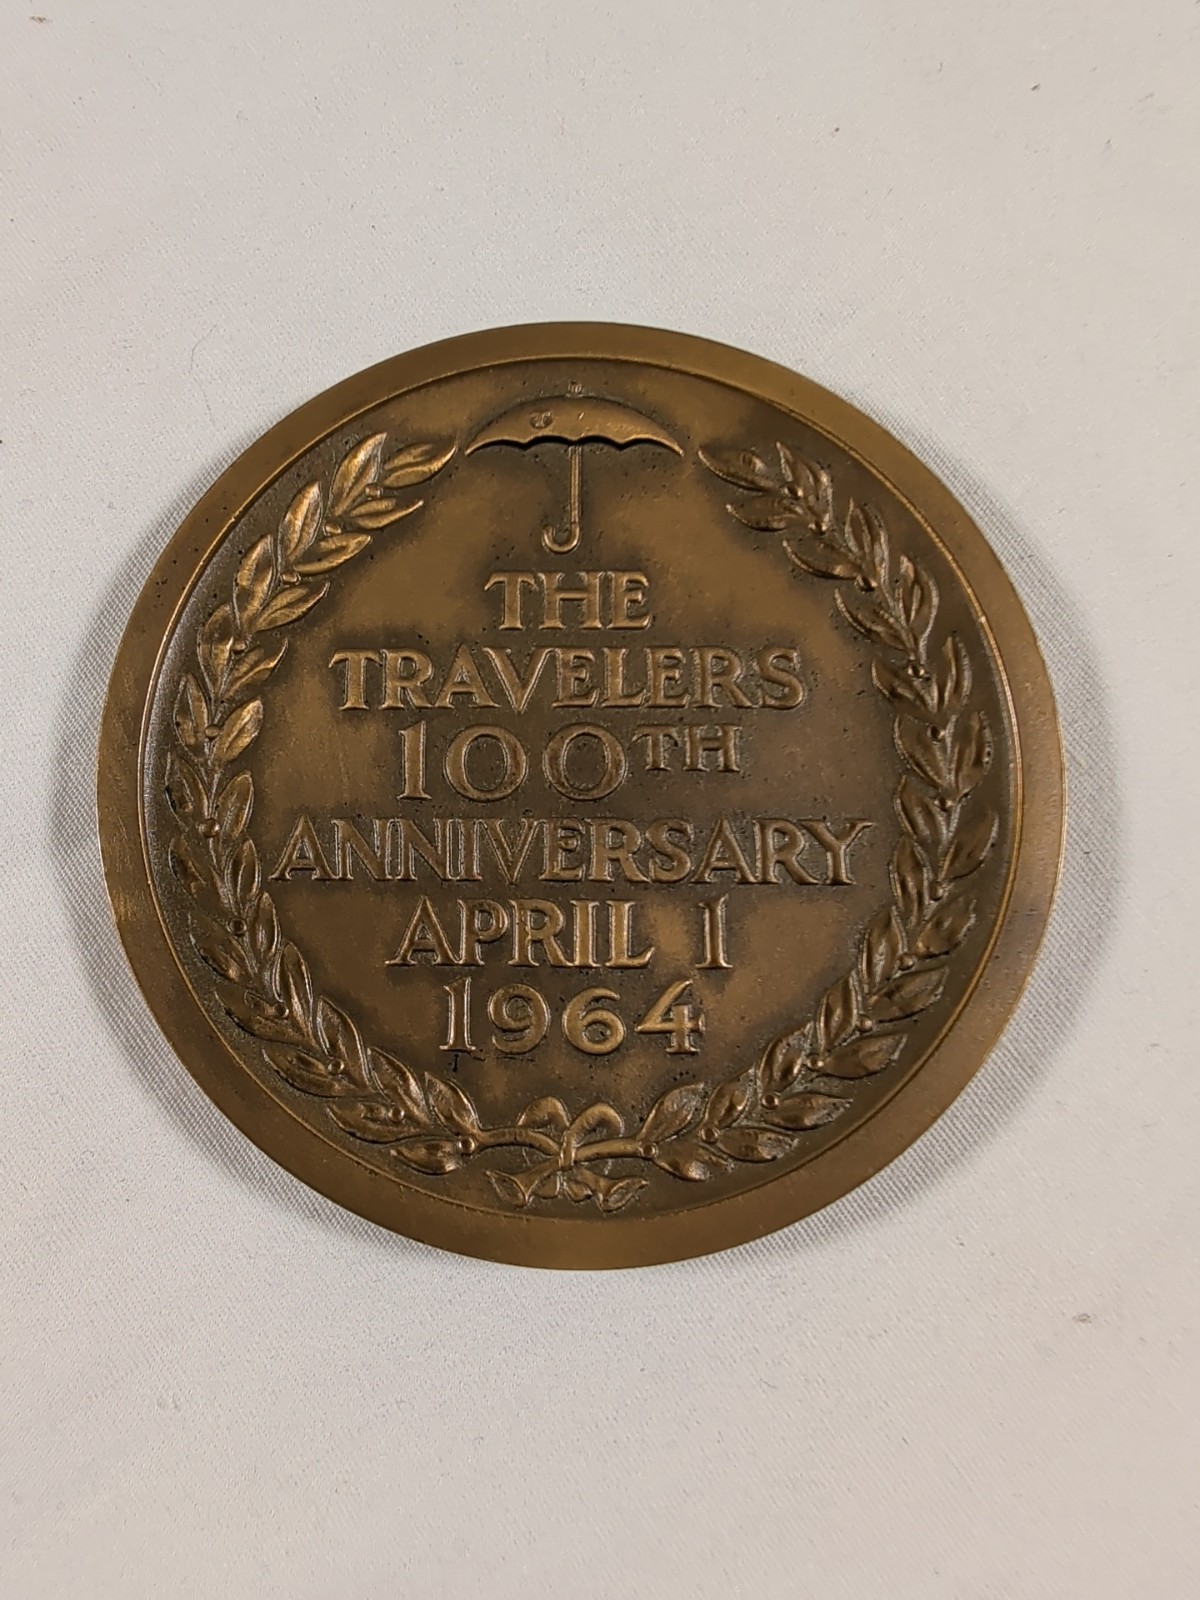 THE
TRAVELERS
100TH
ANNIVERSARY
APRIL 1
1964